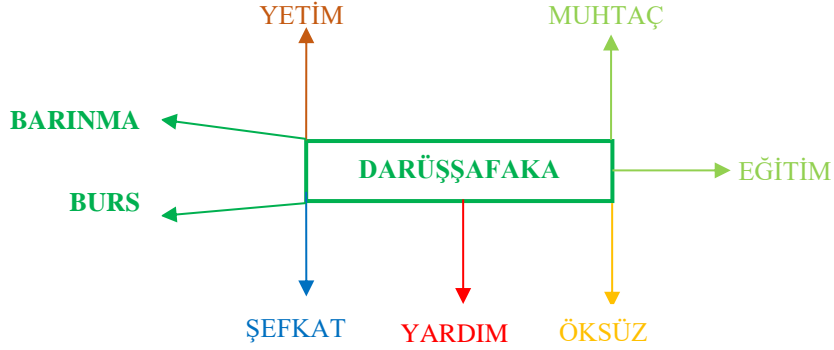 YETİM
MUHTAÇ
BARINMA
DARÜŞŞAFAKA
EĞİTİM
BURS
ŞEFKAT
YARDIM
ÖKSÜZ